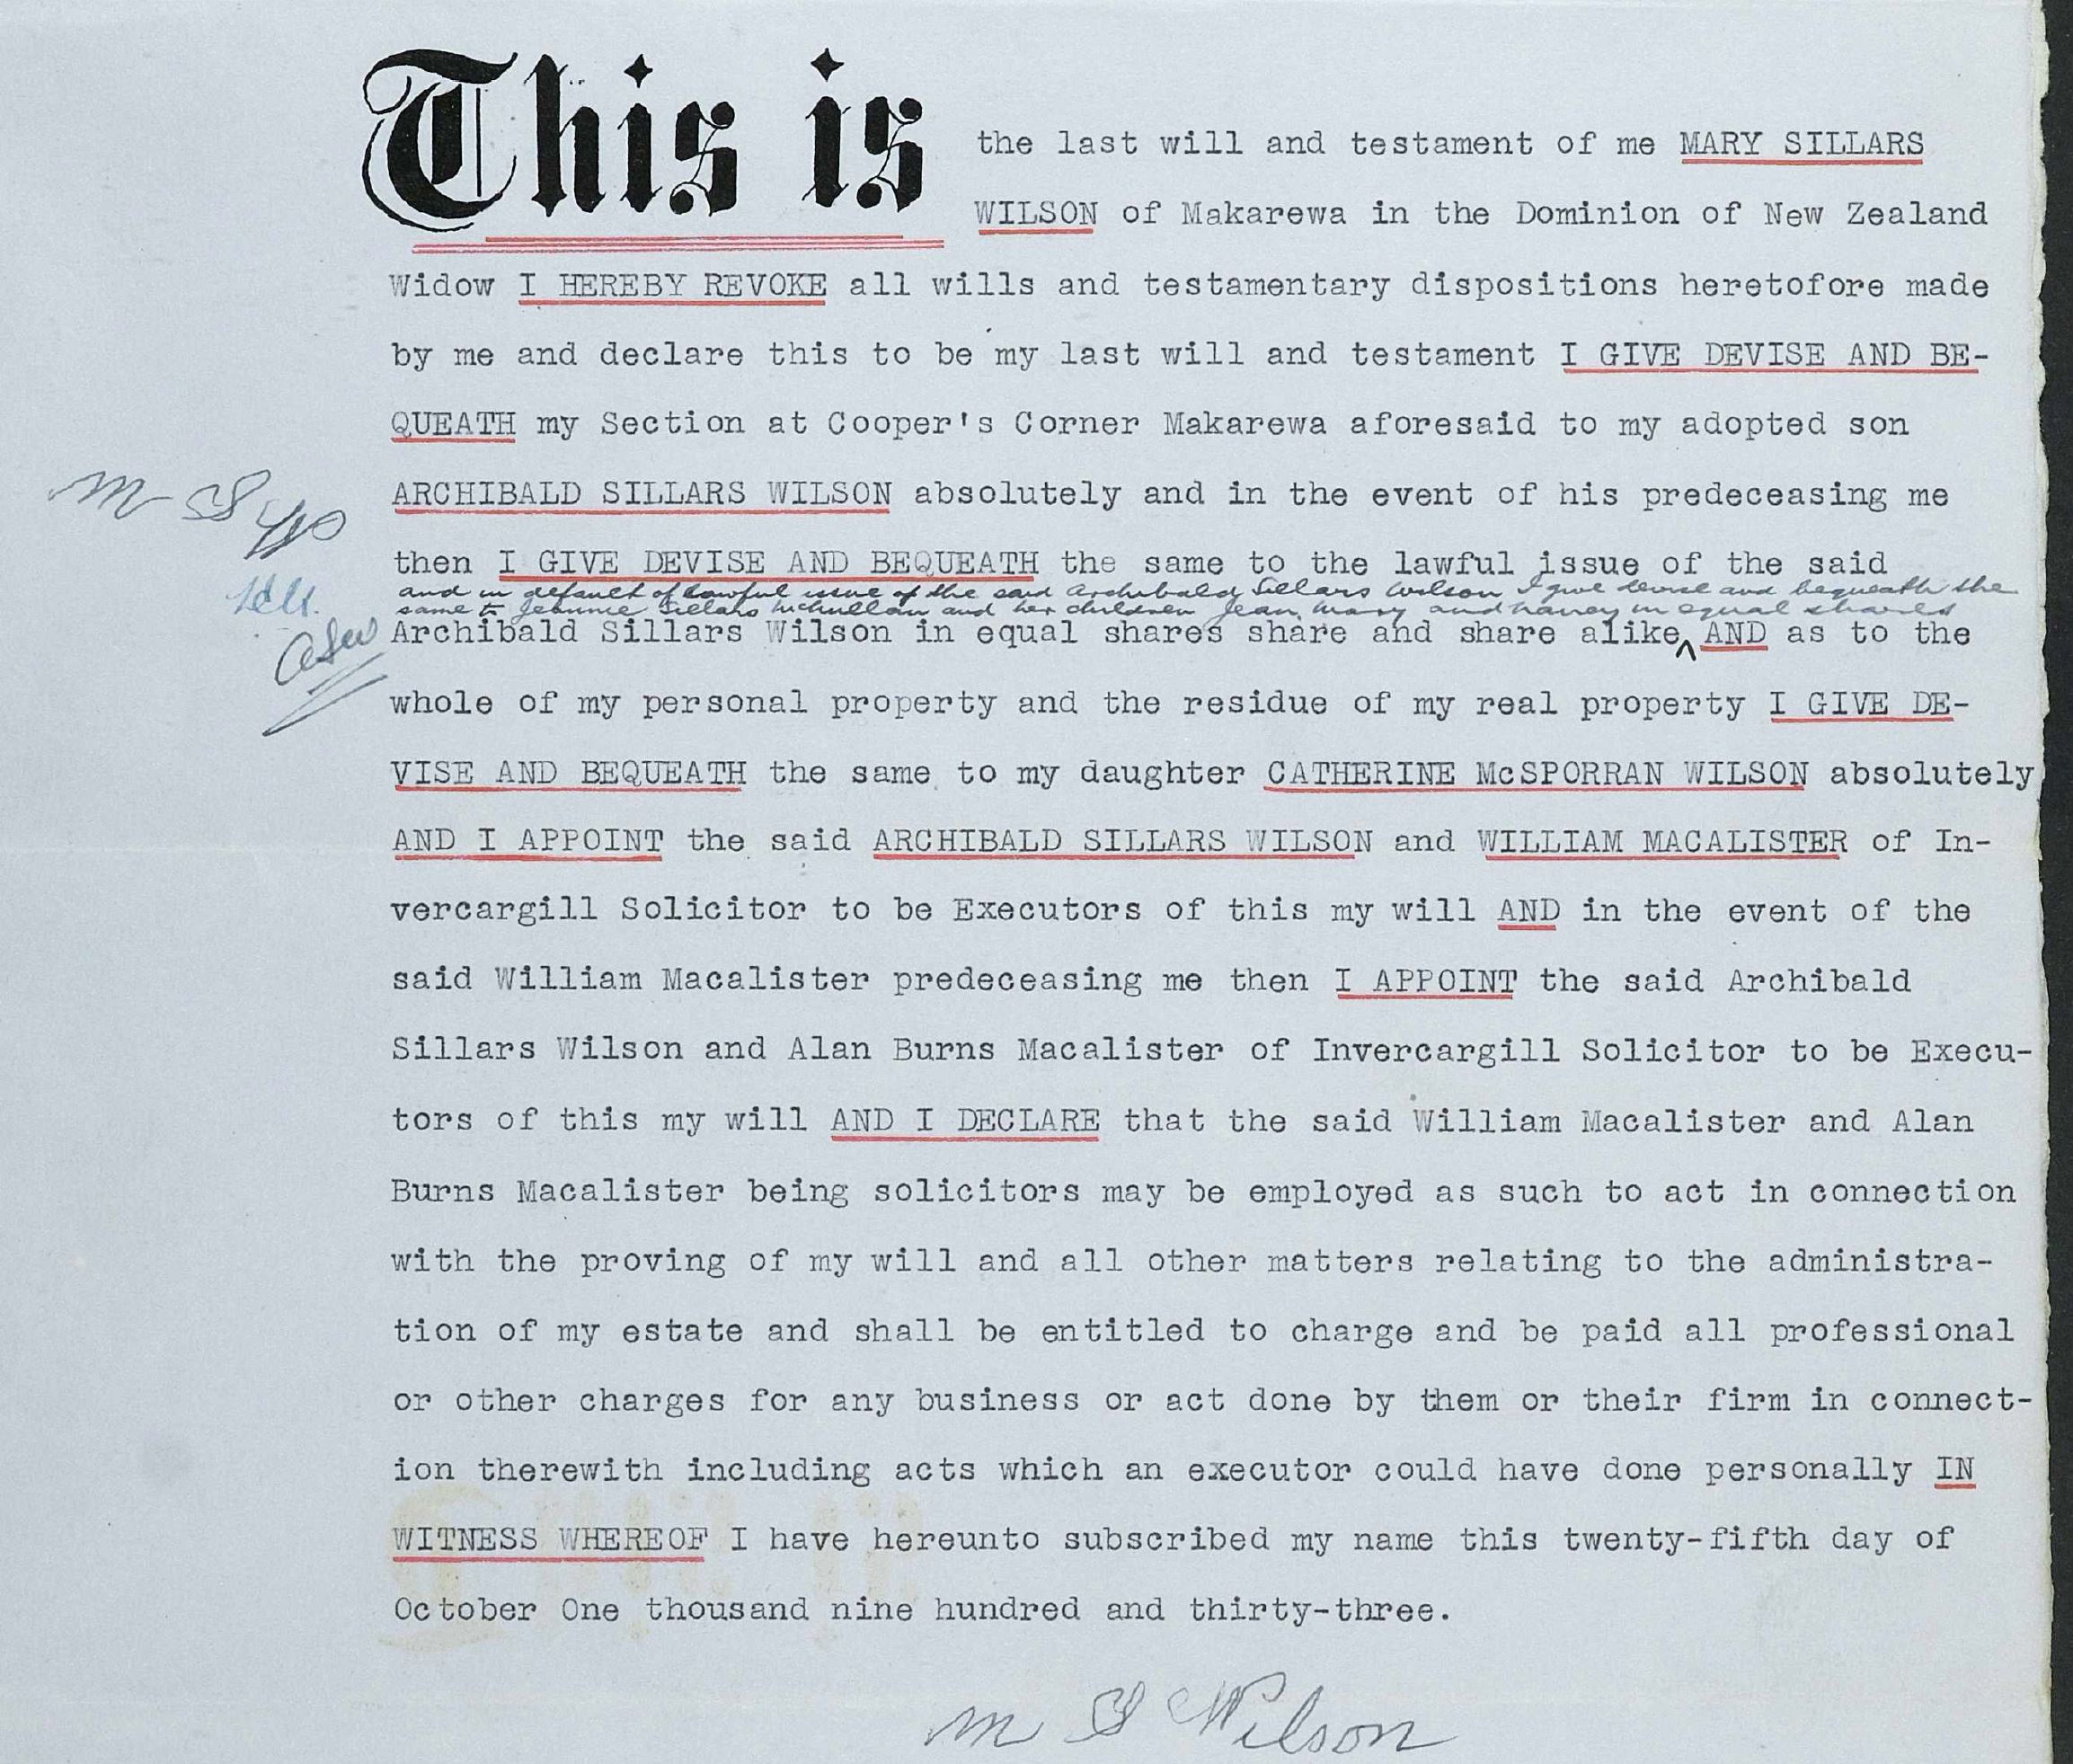 This is the last will and testament of me MARY SILLARS
WILSON of Makarewa in the Dominion of New Zealand
Widow I HEREBY REVOKE all wills and testamentary dispositions heretofore made
by me and declare this to be my last will and testament I GIVE DEVISE AND BE-
QUEATH my Section at Cooper's Corner Makarewa aforesaid to my adopted son
ARCHIBALD SILLARS WILSON absolutely and in the event of his predeceasing me
M S W
then I GIVE DEVISE AND BEQUEATH the same to the lawful issue of the said
and in default of lawful issue of the said Archibald Sillars Wilson I give devise and bequeath the
same to Jeannie Sillars McMillan and her children Jean, Mary and Nancy in equal shares
Archibald Sillars Wilson in equal shares share and share alike ^ AND as to the
whole of my personal property and the residue of my real property I GIVE DE-
VISE AND BEQUEATH the same to my daughter CATHERINE McSPORRAN WILSON absolutely
AND I APPOINT the said ARCHIBALD SILLARS WILSON and WILLIAM MACALISTER of In-
vercargill Solicitor to be Executors of this my will AND in the event of the
said William Macalister predeceasing me then I APPOINT the said Archibald
Sillars Wilson and Alan Burns Macalister of Invercargill Solicitor to be Execu-
tors of this my will AND I DECLARE that the said William Macalister and Alan
Burns Macalister being solicitors may be employed as such to act in connection
with the proving of my will and all other matters relating to the administra-
tion of my estate and shall be entitled to charge and be paid all professional
or other charges for any business or act done by them or their firm in connect-
ion therewith including acts which an executor could have done personally IN
WITNESS WHEREOF I have hereunto subscribed my name this twenty-fifth day of
October One thousand nine hundred and thirty-three.
M S Wilson